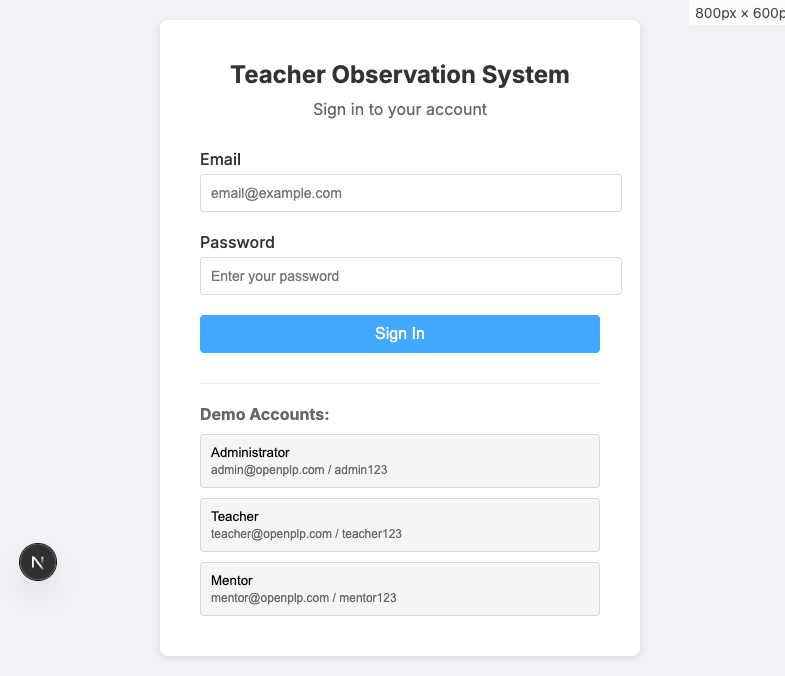 800px × 600p
Teacher Observation System
Sign in to your account
Email
email@example.com
Password
Enter your password
Sign In
Demo Accounts:
Administrator
admin@openplp.com / admin123
Teacher
teacher@openplp.com / teacher123
Mentor
mentor@openplp.com / mentor123
N